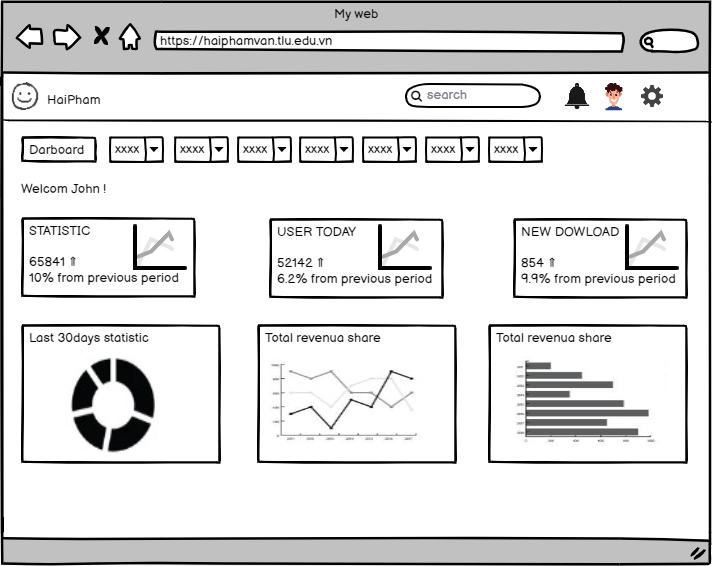 My web
https://haiphamvan.tlu.edu.vn
HaiPham
search
Darboard
xxxx
xxxx
xxxx
xxxx
xxxx
xxxx
xxxx
Welcom John !
STATISTIC
65841 ⇑
10% from previous period
USER TODAY
52142 ⇑
6.2% from previous period
NEW DOWLOAD
854 ⇑
9.9% from previous period
Last 30days statistic
Total revenua share
Total revenua share